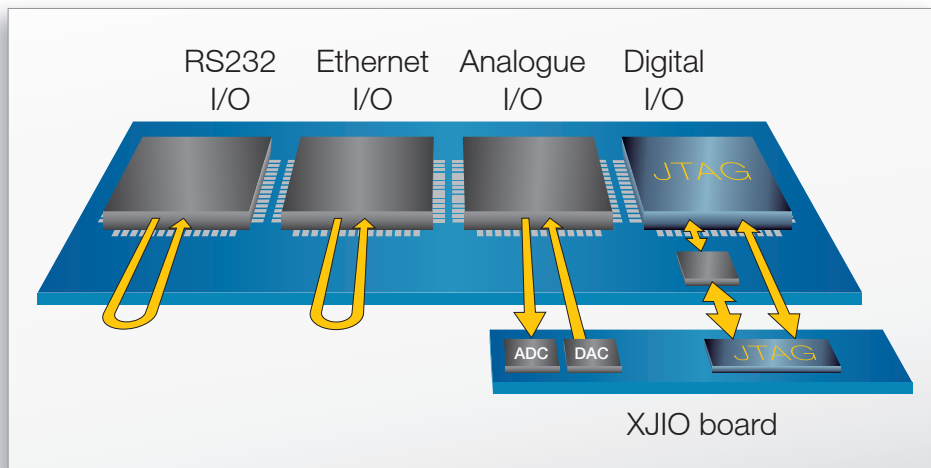 RS232 Ethernet Analogue Digital
I/O I/O I/O I/O
JTAG
ADC DAC JTAG
XJIO board